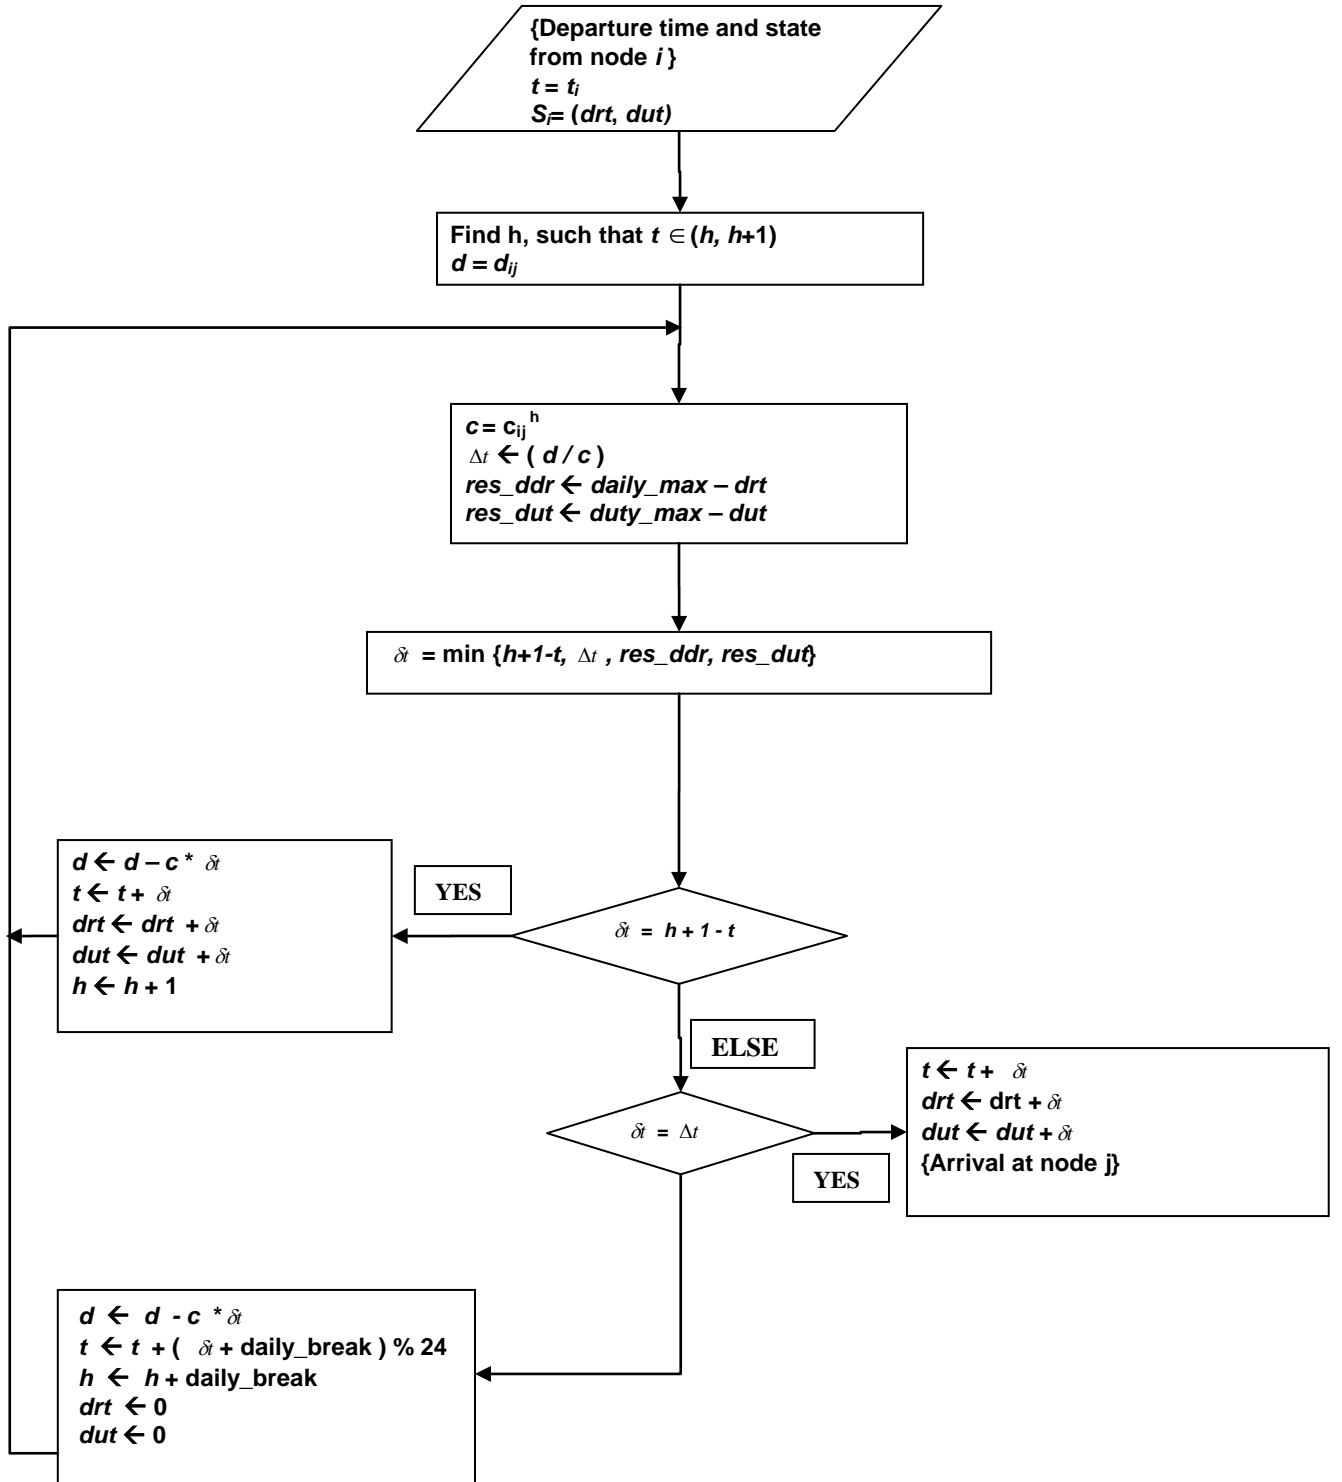 {Departure time and state
from node i }
t = tᵢ
Sᵢ= (drt, dut)
Find h, such that t ∈ (h, h+1)
d = dᵢⱼ
c = cᵢⱼʰ
Δt ← ( d / c )
res_ddr ← daily_max – drt
res_dut ← duty_max – dut
δt = min {h+1-t, Δt , res_ddr, res_dut}
d ← d – c * δt
t ← t + δt
drt ← drt + δt
dut ← dut + δt
h ← h + 1
YES
δt = h + 1 - t
ELSE
δt = Δt
YES
t ← t + δt
drt ← drt + δt
dut ← dut + δt
{Arrival at node j}
d ← d - c * δt
t ← t + ( δt + daily_break ) % 24
h ← h + daily_break
drt ← 0
dut ← 0